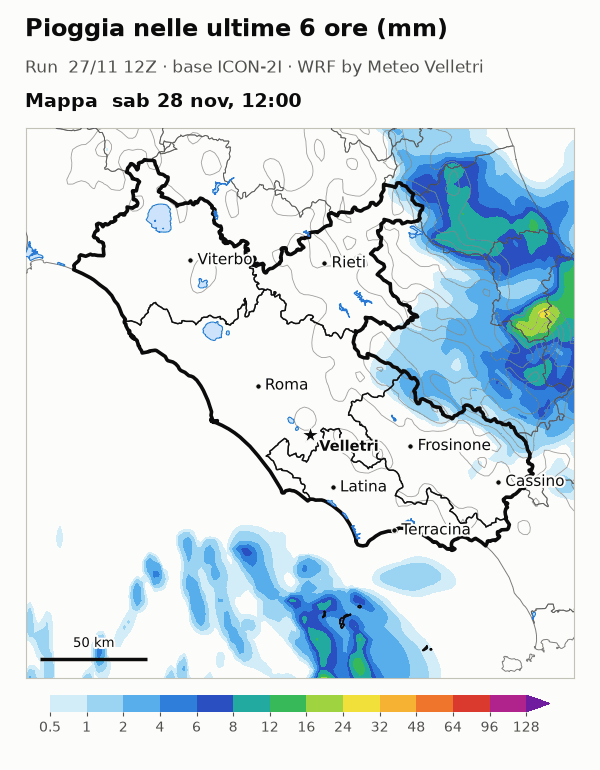 Pioggia nelle ultime 6 ore (mm)
Run  27/11 12Z · base ICON-2I · WRF by Meteo Velletri
Mappa  sab 28 nov, 12:00
Viterbo
Rieti
Roma
Velletri
Frosinone
Latina
Cassino
Terracina
50 km
0.5 1 2 4 6 8 12 16 24 32 48 64 96 128